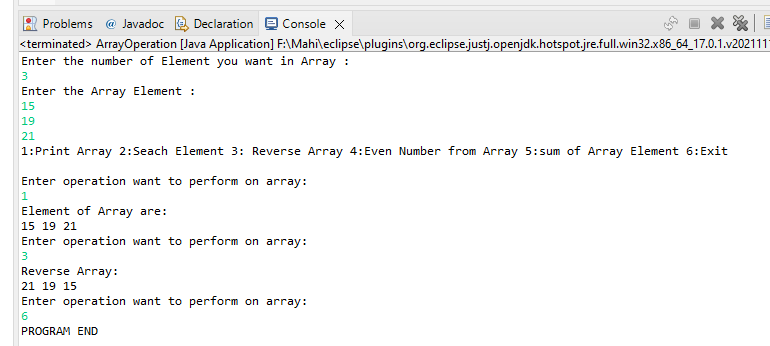 Problems @ Javadoc Declaration Console
<terminated> ArrayOperation [Java Application] F:\Mahi\eclipse\plugins\org.eclipse.justj.openjdk.hotspot.jre.full.win32.x86_64_17.0.1.v2021111
Enter the number of Element you want in Array :
3
Enter the Array Element :
15
19
21
1:Print Array 2:Seach Element 3: Reverse Array 4:Even Number from Array 5:sum of Array Element 6:Exit
Enter operation want to perform on array:
1
Element of Array are:
15 19 21
Enter operation want to perform on array:
3
Reverse Array:
21 19 15
Enter operation want to perform on array:
6
PROGRAM END